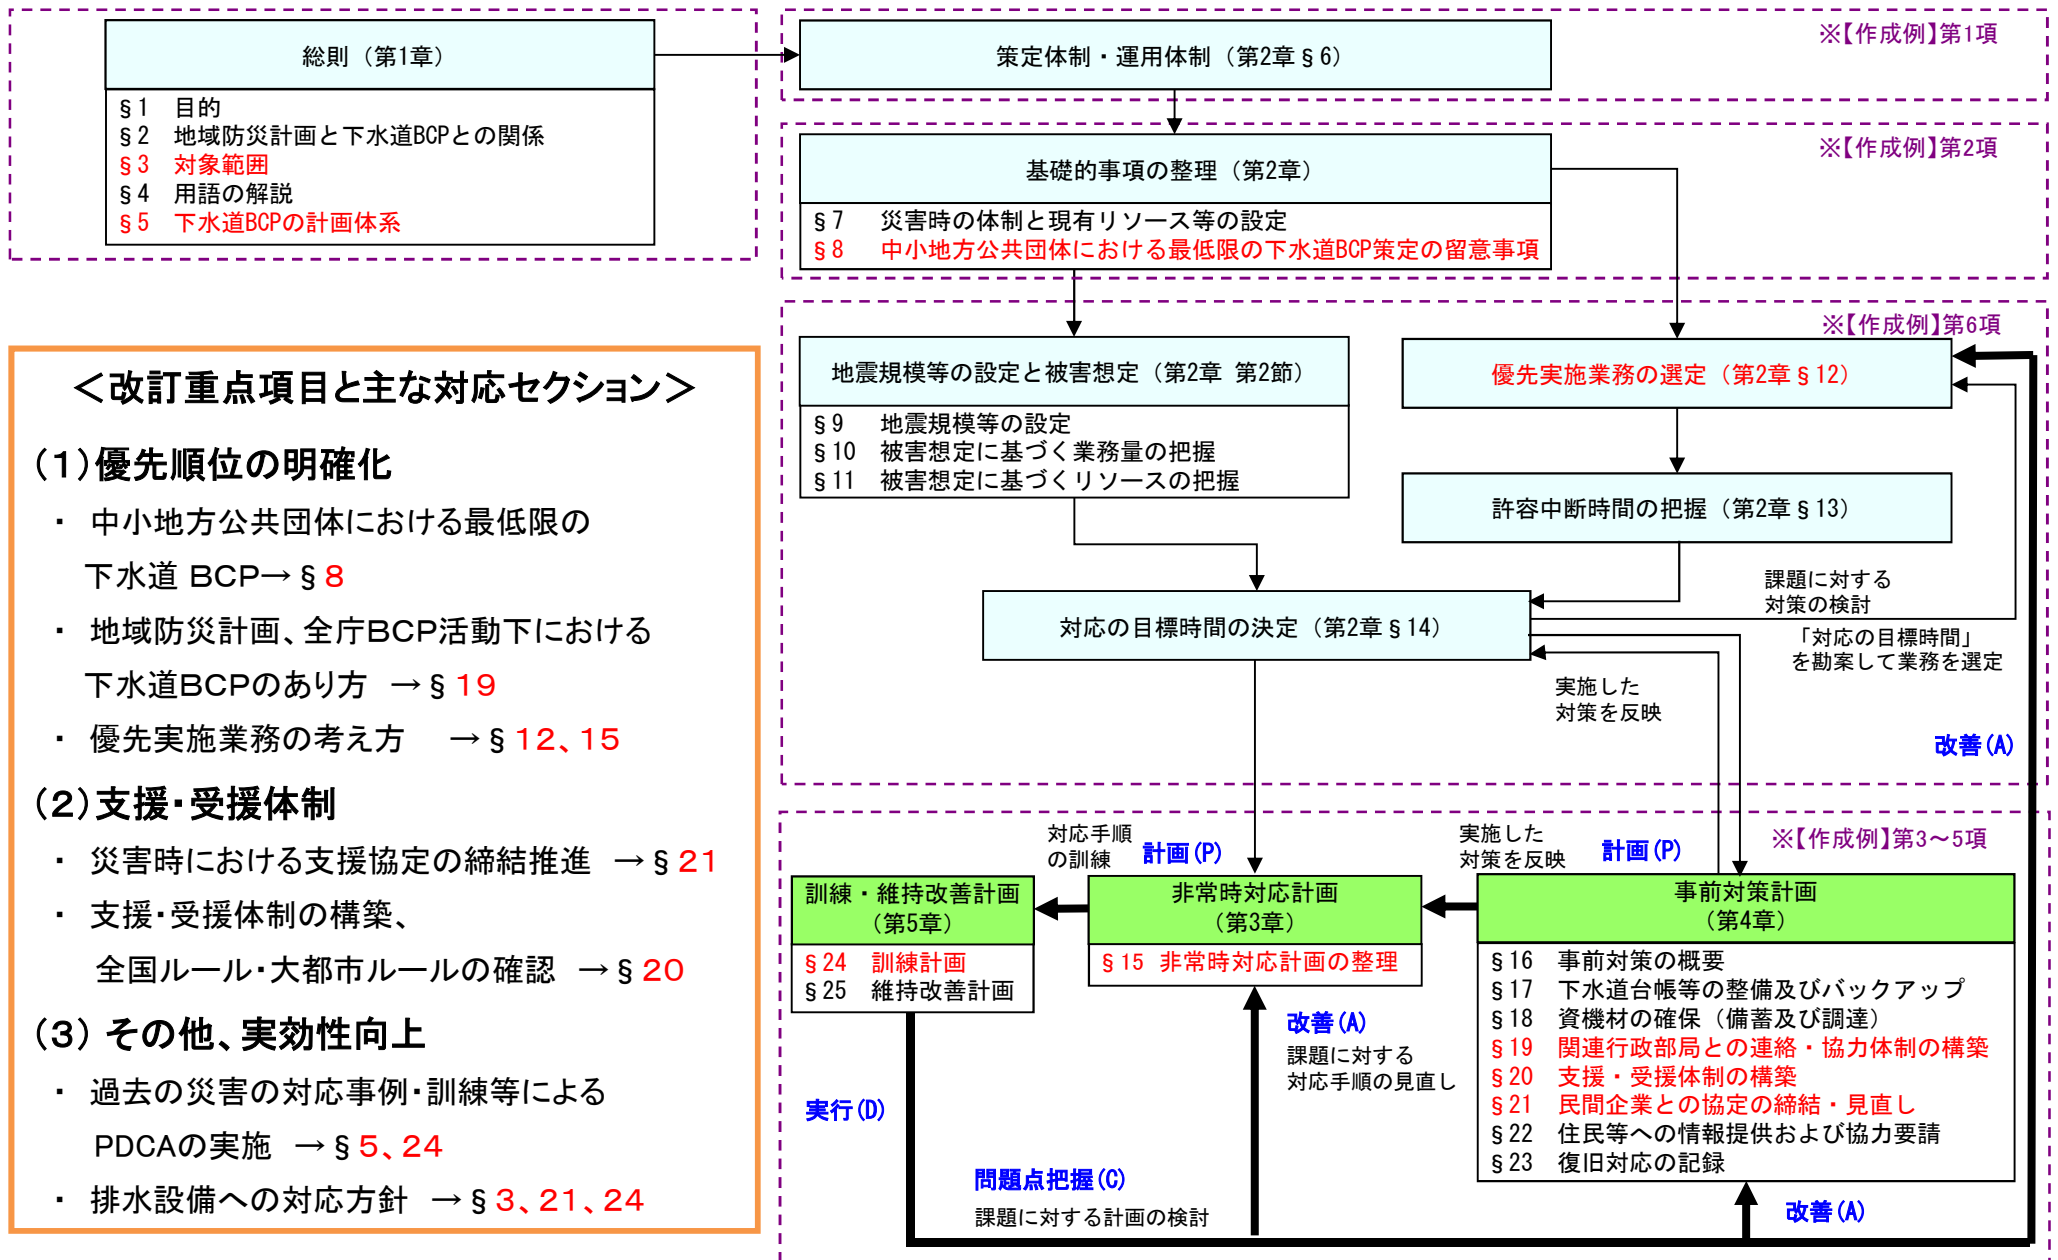 総則（第1章）
§1　目的
§2　地域防災計画と下水道BCPとの関係
§3　対象範囲
§4　用語の解説
§5　下水道BCPの計画体系
※【作成例】第1項
策定体制・運用体制（第2章§6）
※【作成例】第2項
基礎的事項の整理（第2章）
§7　災害時の体制と現有リソース等の設定
§8　中小地方公共団体における最低限の下水道BCP策定の留意事項
※【作成例】第6項
地震規模等の設定と被害想定（第2章 第2節）
§9　地震規模等の設定
§10　被害想定に基づく業務量の把握
§11　被害想定に基づくリソースの把握
優先実施業務の選定（第2章§12）
許容中断時間の把握（第2章§13）
対応の目標時間の決定（第2章§14）
課題に対する
対策の検討
「対応の目標時間」
を勘案して業務を選定
実施した
対策を反映
改善(A)
＜改訂重点項目と主な対応セクション＞
（1）優先順位の明確化
・ 中小地方公共団体における最低限の
下水道 BCP→§8
・ 地域防災計画、全庁BCP活動下における
下水道BCPのあり方　→§19
・ 優先実施業務の考え方　→§12、15
（2）支援・受援体制
・ 災害時における支援協定の締結推進　→§21
・ 支援・受援体制の構築、
全国ルール・大都市ルールの確認　→§20
（3） その他、実効性向上
・ 過去の災害の対応事例・訓練等による
PDCAの実施　→§5、24
・ 排水設備への対応方針　→§3、21、24
※【作成例】第3～5項
対応手順
の訓練
計画(P)
実施した
対策を反映
計画(P)
訓練・維持改善計画
（第5章）
§24　訓練計画
§25　維持改善計画
非常時対応計画
（第3章）
§15 非常時対応計画の整理
事前対策計画
（第4章）
§16　事前対策の概要
§17　下水道台帳等の整備及びバックアップ
§18　資機材の確保（備蓄及び調達）
§19　関連行政部局との連絡・協力体制の構築
§20　支援・受援体制の構築
§21　民間企業との協定の締結・見直し
§22　住民等への情報提供および協力要請
§23　復旧対応の記録
改善(A)
課題に対する
対応手順の見直し
実行(D)
問題点把握(C)
課題に対する計画の検討
改善(A)